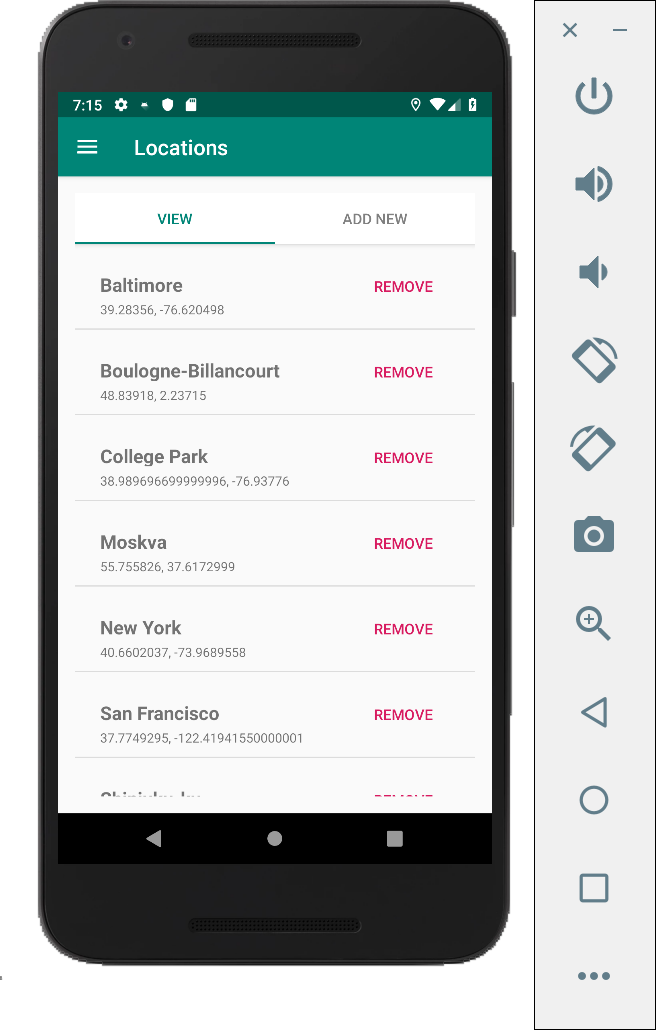 7:15
Locations
VIEW ADD NEW
Baltimore REMOVE
39.28356, -76.620498
Boulogne-Billancourt REMOVE
48.83918, 2.23715
College Park REMOVE
38.989696699999996, -76.93776
Moskva REMOVE
55.755826, 37.6172999
New York REMOVE
40.6602037, -73.9689558
San Francisco REMOVE
37.7749295, -122.41941550000001
REMOVE